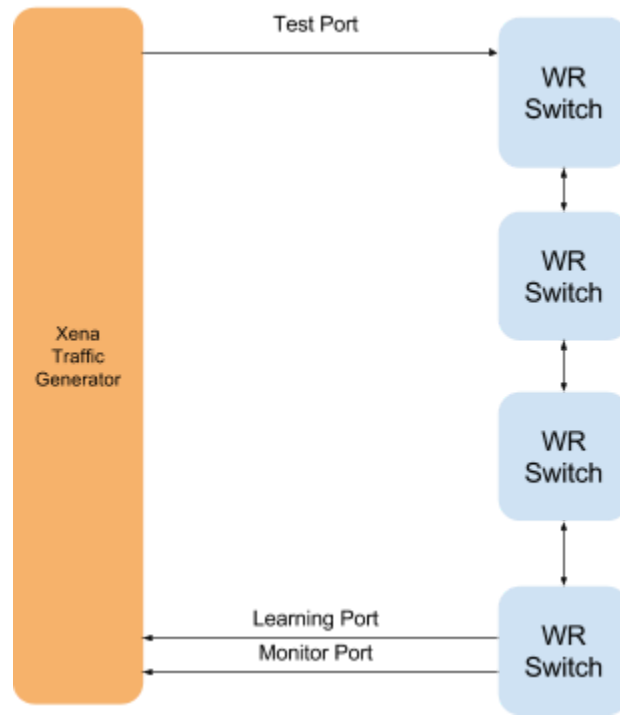 Test Port
WR
Switch
WR
Switch
Xena
Traffic
Generator
WR
Switch
Learning Port
Monitor Port
WR
Switch